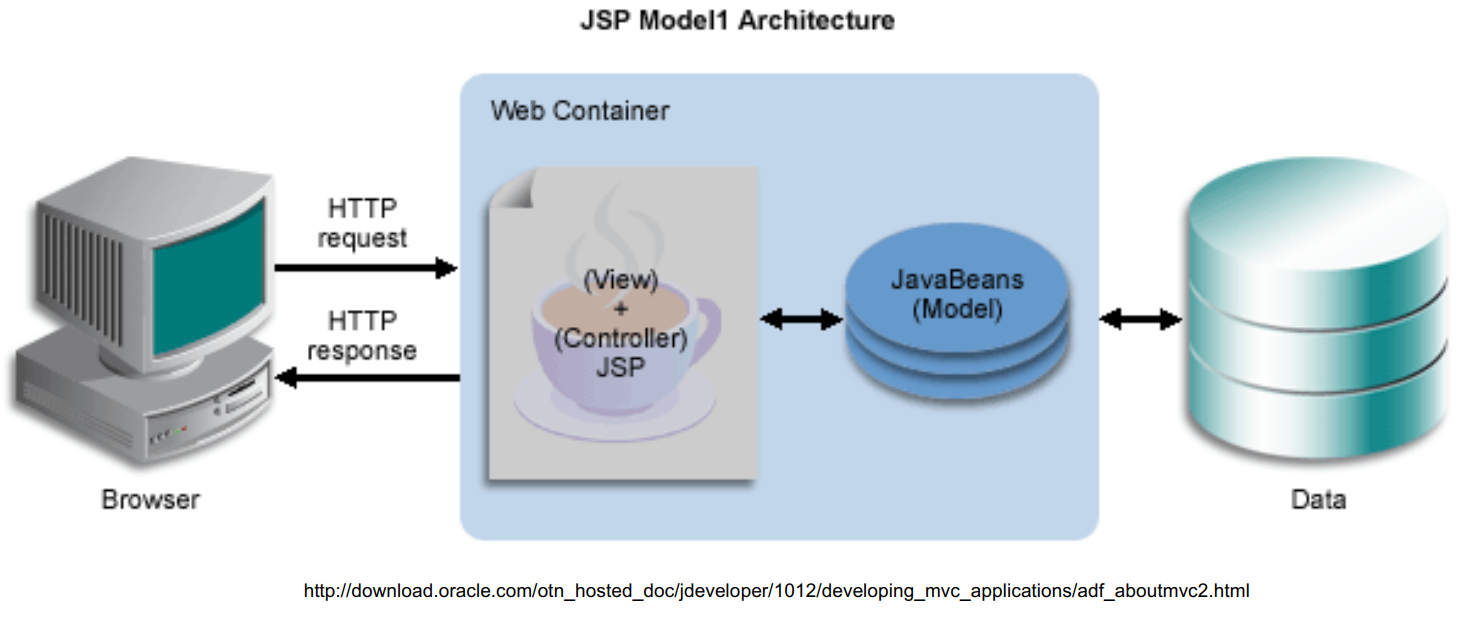 JSP Model1 Architecture
Web Container
HTTP
request
HTTP
response
(View)
+
(Controller)
JSP
JavaBeans
(Model)
Browser
Data
http://download.oracle.com/otn_hosted_doc/jdeveloper/1012/developing_mvc_applications/adf_aboutmvc2.html